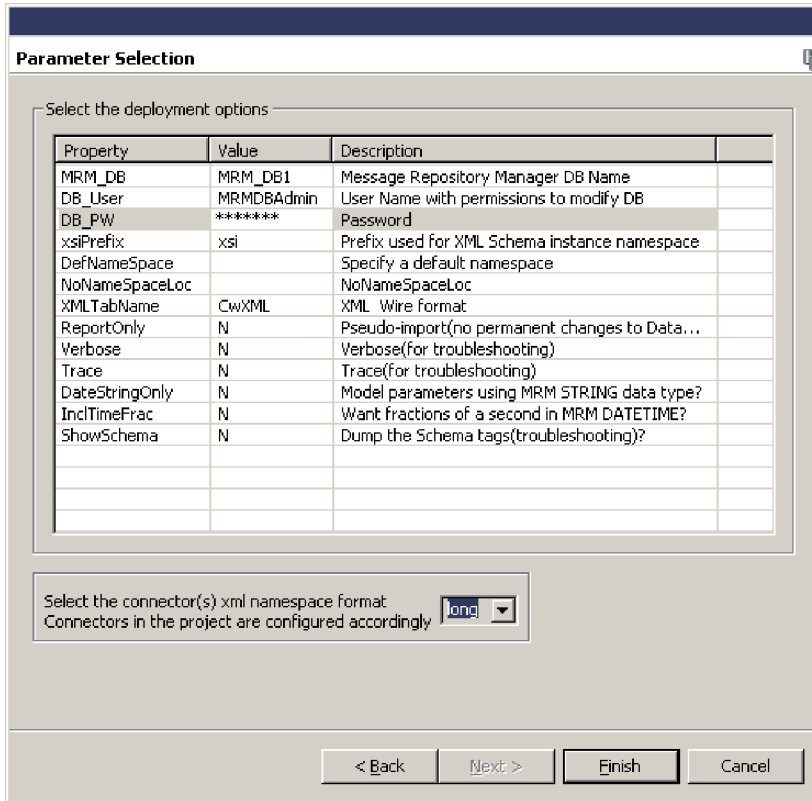 Parameter Selection
Select the deployment options
Property Value Description
MRM_DB MRM_DB1 Message Repository Manager DB Name
DB_User MRMDBAdmin User Name with permissions to modify DB
DB_PW ******* Password
xsiPrefix xsi Prefix used for XML Schema instance namespace
DefNameSpace Specify a default namespace
NoNameSpaceLoc NoNameSpaceLoc
XMLTabName CwXML XML Wire format
ReportOnly N Pseudo-import(no permanent changes to Data...
Verbose N Verbose(for troubleshooting)
Trace N Trace(for troubleshooting)
DateStringOnly N Model parameters using MRM STRING data type?
InclTimeFrac N Want fractions of a second in MRM DATETIME?
ShowSchema N Dump the Schema tags(troubleshooting)?
Select the connector(s) xml namespace format
Connectors in the project are configured accordingly
long
< Back Next > Finish Cancel